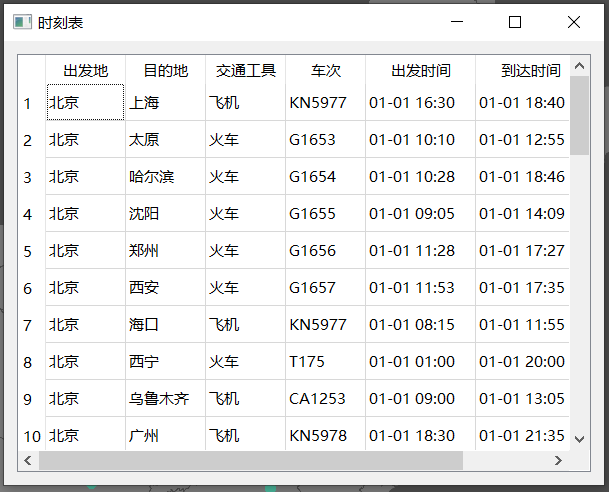 时刻表
出发地 目的地 交通工具 车次 出发时间 到达时间
1 北京 上海 飞机 KN5977 01-01 16:30 01-01 18:40
2 北京 太原 火车 G1653 01-01 10:10 01-01 12:55
3 北京 哈尔滨 火车 G1654 01-01 10:28 01-01 18:46
4 北京 沈阳 火车 G1655 01-01 09:05 01-01 14:09
5 北京 郑州 火车 G1656 01-01 11:28 01-01 17:27
6 北京 西安 火车 G1657 01-01 11:53 01-01 17:35
7 北京 海口 飞机 KN5977 01-01 08:15 01-01 11:55
8 北京 西宁 火车 T175 01-01 01:00 01-01 20:00
9 北京 乌鲁木齐 飞机 CA1253 01-01 09:00 01-01 13:05
10 北京 广州 飞机 KN5978 01-01 18:30 01-01 21:35